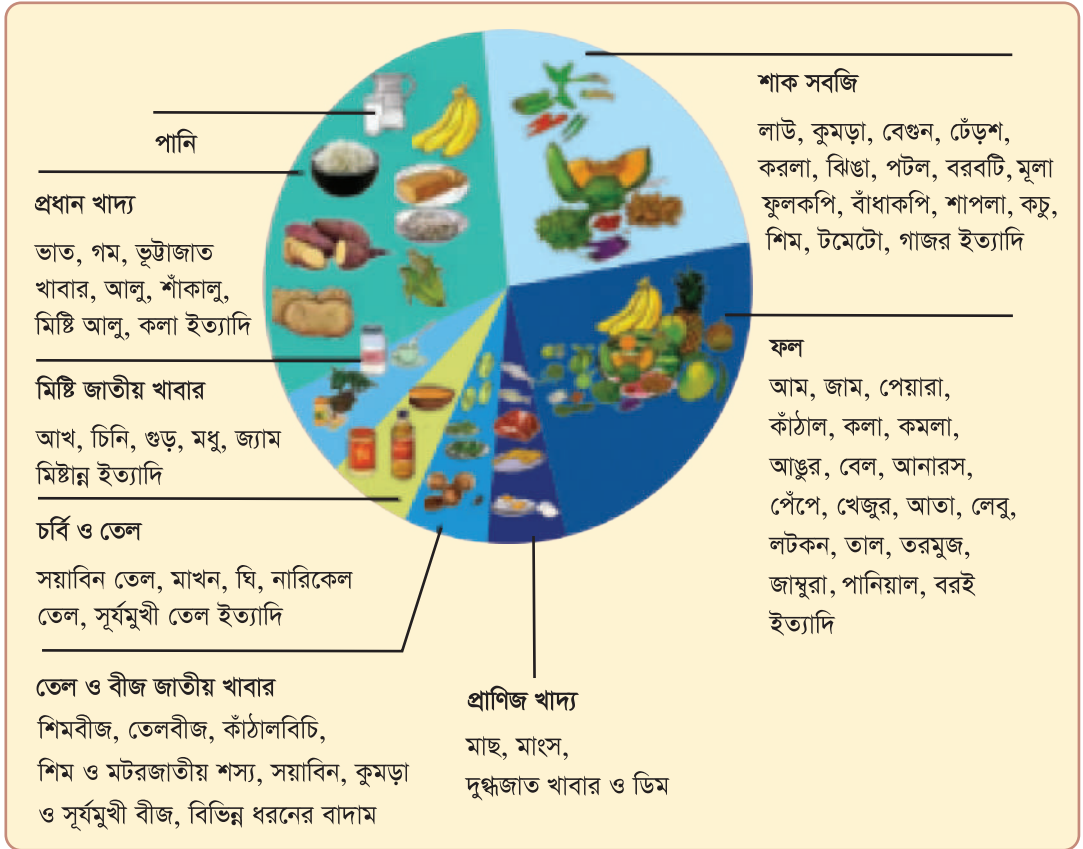 পানি
প্রধান খাদ্য
ভাত, গম, ভূট্টাজাত
খাবার, আলু, শাঁকালু,
মিষ্টি আলু, কলা ইত্যাদি
মিষ্টি জাতীয় খাবার
আখ, চিনি, গুড়, মধু, জ্যাম
মিষ্টান্ন ইত্যাদি
চর্বি ও তেল
সয়াবিন তেল, মাখন, ঘি, নারিকেল
তেল, সূর্যমুখী তেল ইত্যাদি
তেল ও বীজ জাতীয় খাবার
শিমবীজ, তেলবীজ, কাঁঠালবিচি,
শিম ও মটরজাতীয় শস্য, সয়াবিন, কুমড়া
ও সূর্যমুখী বীজ, বিভিন্ন ধরনের বাদাম
প্রাণিজ খাদ্য
মাছ, মাংস,
দুগ্ধজাত খাবার ও ডিম
শাক সবজি
লাউ, কুমড়া, বেগুন, ঢেঁড়শ,
করলা, ঝিঙা, পটল, বরবটি, মূলা
ফুলকপি, বাঁধাকপি, শাপলা, কচু,
শিম, টমেটো, গাজর ইত্যাদি
ফল
আম, জাম, পেয়ারা,
কাঁঠাল, কলা, কমলা,
আঙুর, বেল, আনারস,
পেঁপে, খেজুর, আতা, লেবু,
লটকন, তাল, তরমুজ,
জাম্বুরা, পানিয়াল, বরই
ইত্যাদি